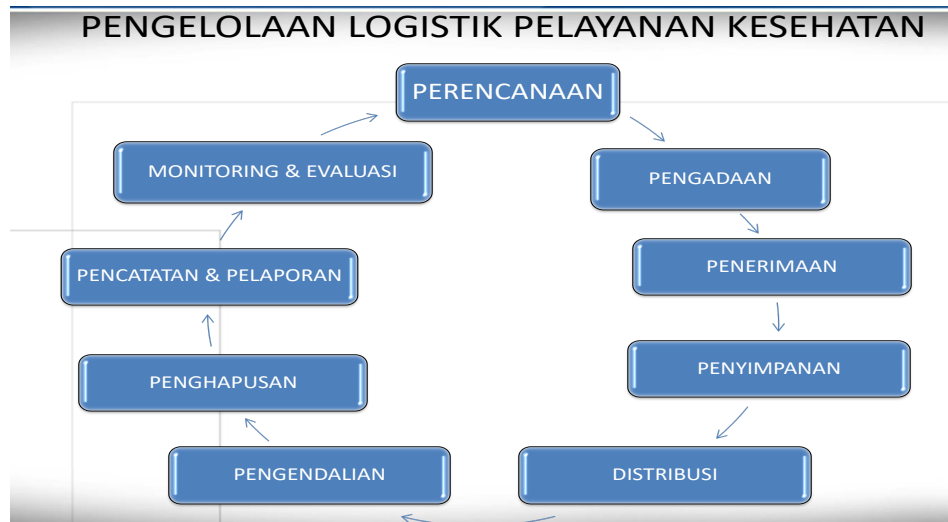 PENGELOLAAN LOGISTIK PELAYANAN KESEHATAN
PERENCANAAN
PENGADAAN
PENERIMAAN
PENYIMPANAN
DISTRIBUSI
PENGENDALIAN
PENGHAPUSAN
PENCATATAN & PELAPORAN
MONITORING & EVALUASI